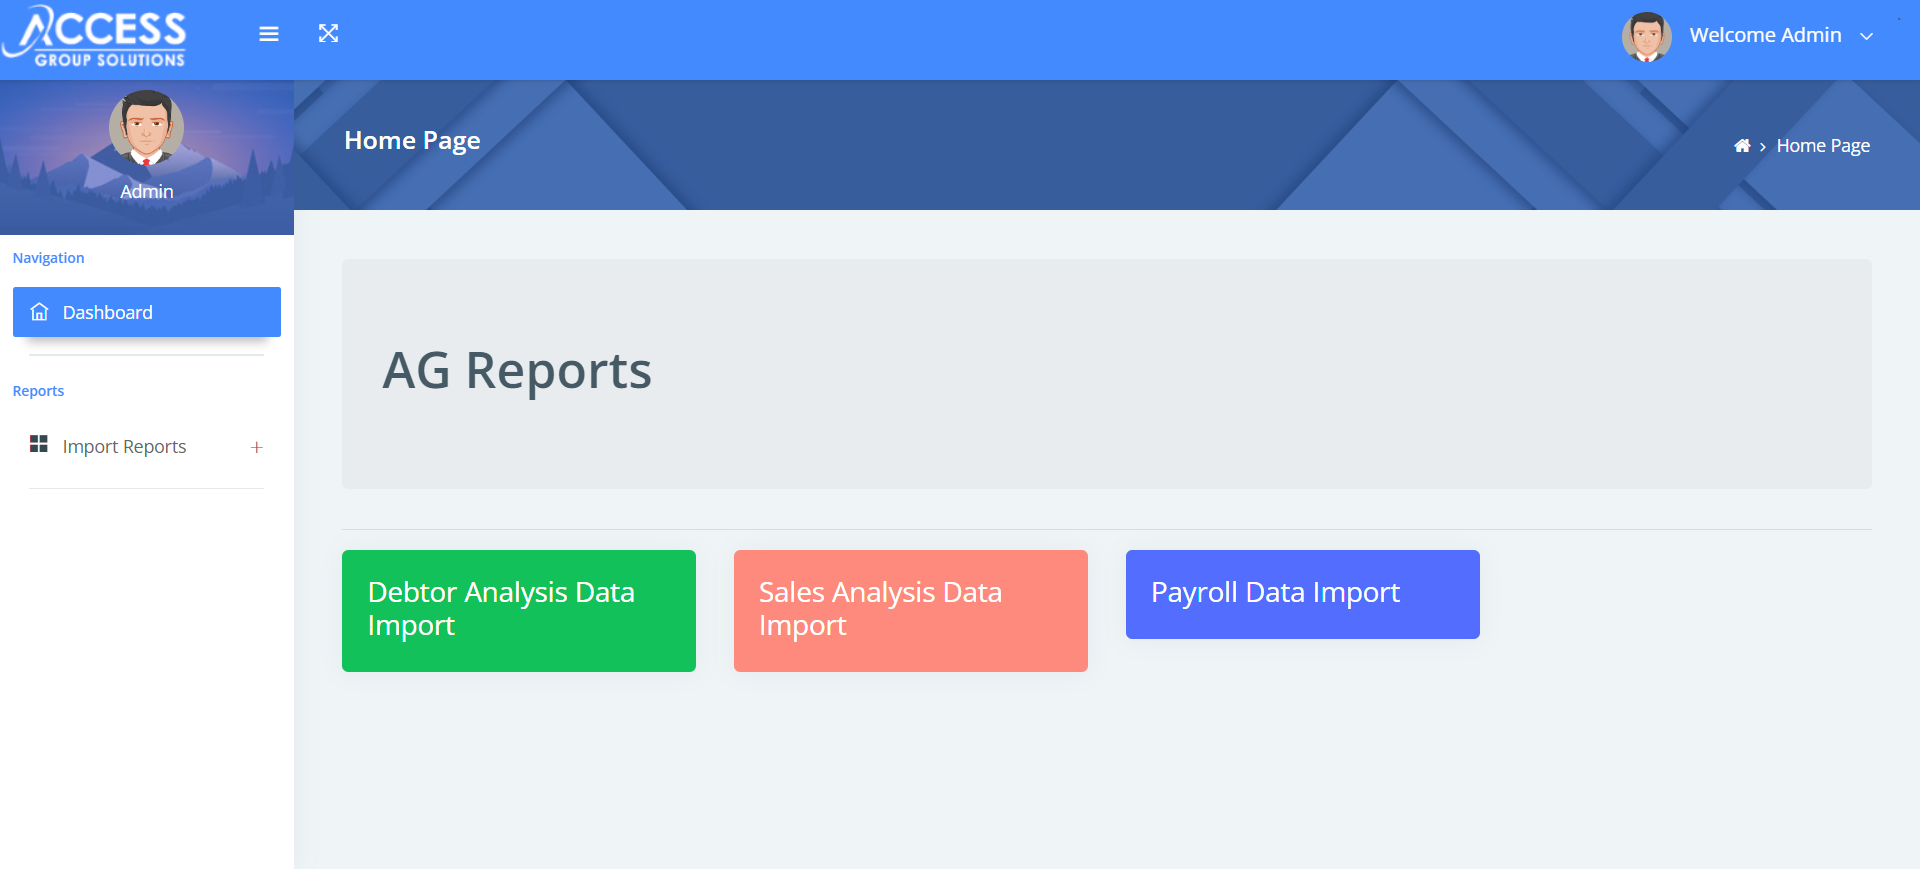 ACCESS
GROUP SOLUTIONS
Welcome Admin
Admin
Home Page
Home Page
Navigation
Dashboard
Reports
Import Reports
AG Reports
Debtor Analysis Data
Import
Sales Analysis Data
Import
Payroll Data Import